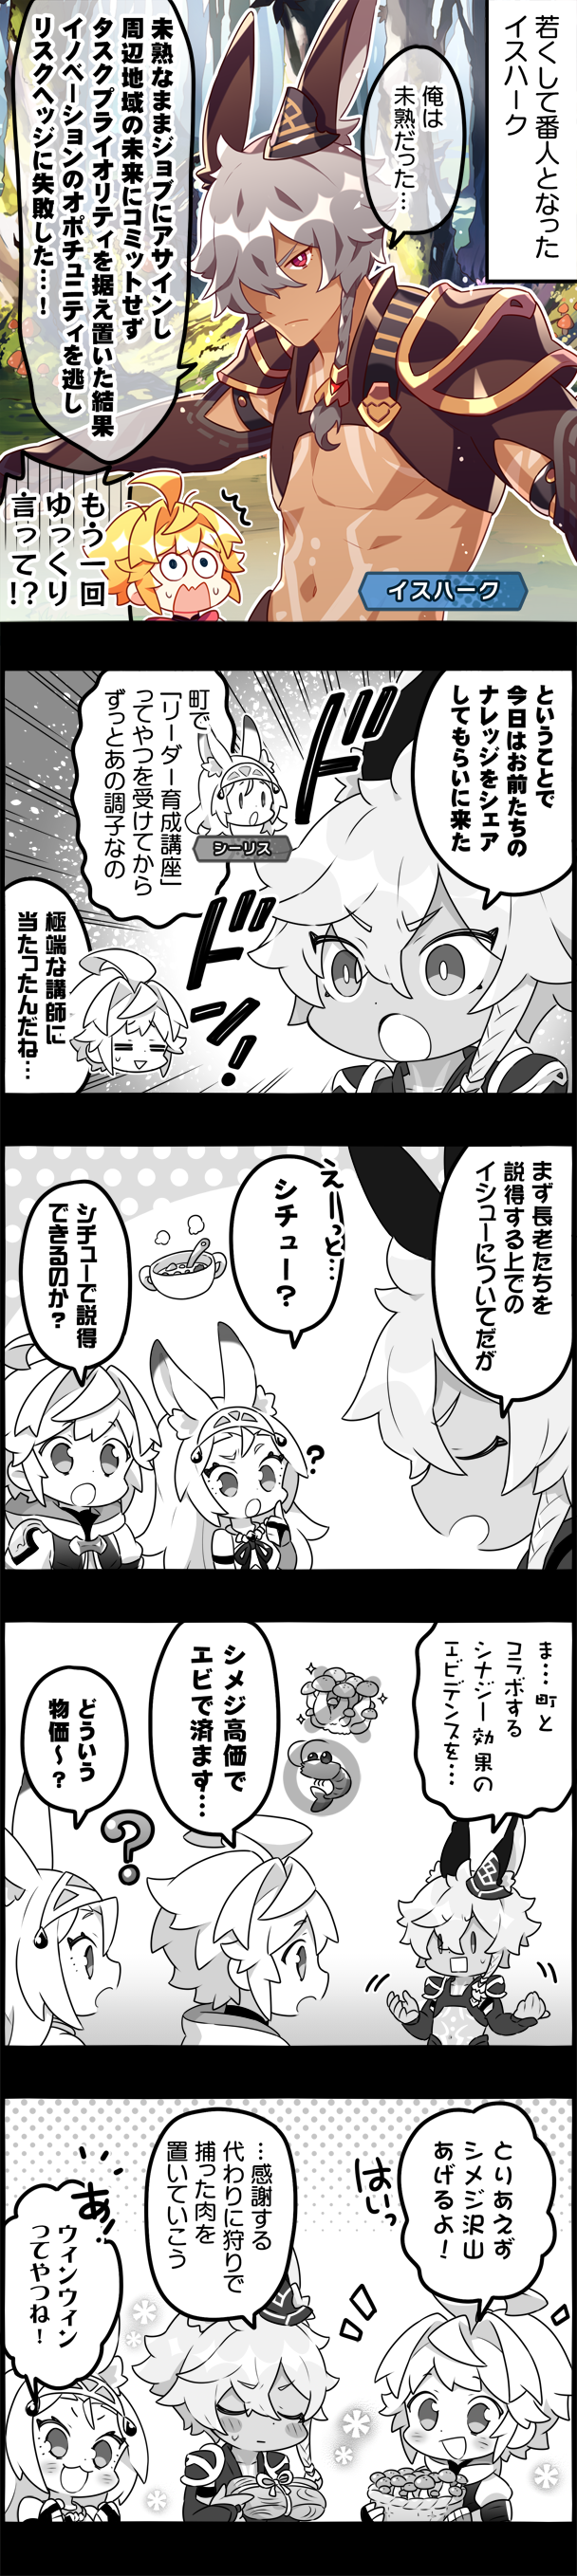 若くして番人となった
イスハーク
俺は
未熟だった…
未熟なままジョブにアサインし
周辺地域の未来にコミットせず
タスクプライオリティを据え置いた結果
イノベーションのオポチュニティを逃し
リスクヘッジに失敗した…！
もう一回
ゆっくり
言って!?
イスハーク
ということで
今日はお前たちの
ナレッジをシェア
してもらいに来た
ドドーン！
町で
「リーダー育成講座」
ってやつを受けてから
ずっとあの調子なの
シーリス
極端な講師に
当たったんだね…
まず長老たちを
説得する上での
イシューについてだが
えーっと…
シチュー？
シチューで説得
できるのか？
ま…町と
コラボする
シナジー効果の
エビデンスを…
シメジ高価で
エビで済ます…
どういう
物価～？
とりあえず
シメジ沢山
あげるよ！
はいっ
…感謝する
代わりに狩りで
捕った肉を
置いていこう
あ！
ウィンウィン
ってやつね！